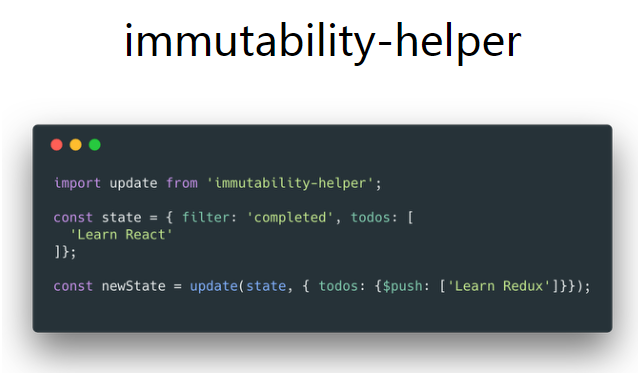 immutability-helper
import update from 'immutability-helper';
const state = { filter: 'completed', todos: [
'Learn React'
]};
const newState = update(state, { todos: {$push: ['Learn Redux']}});